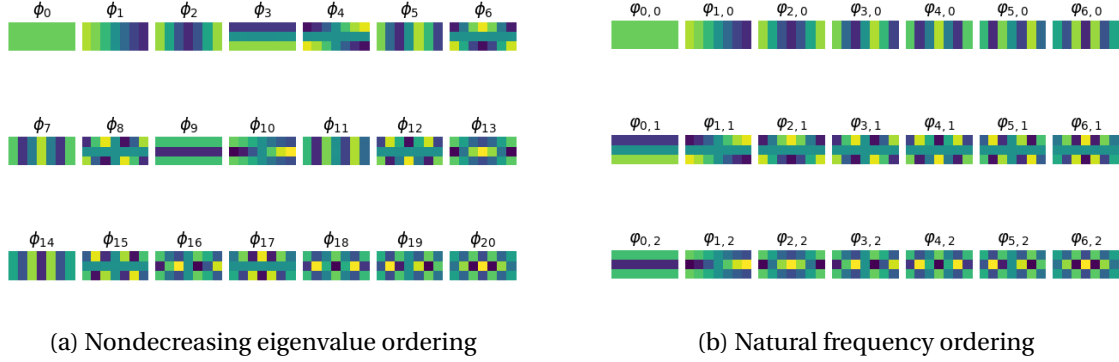 ϕ0 ϕ1 ϕ2 ϕ3 ϕ4 ϕ5 ϕ6
ϕ7 ϕ8 ϕ9 ϕ10 ϕ11 ϕ12 ϕ13
ϕ14 ϕ15 ϕ16 ϕ17 ϕ18 ϕ19 ϕ20
(a) Nondecreasing eigenvalue ordering
φ0, 0 φ1, 0 φ2, 0 φ3, 0 φ4, 0 φ5, 0 φ6, 0
φ0, 1 φ1, 1 φ2, 1 φ3, 1 φ4, 1 φ5, 1 φ6, 1
φ0, 2 φ1, 2 φ2, 2 φ3, 2 φ4, 2 φ5, 2 φ6, 2
(b) Natural frequency ordering